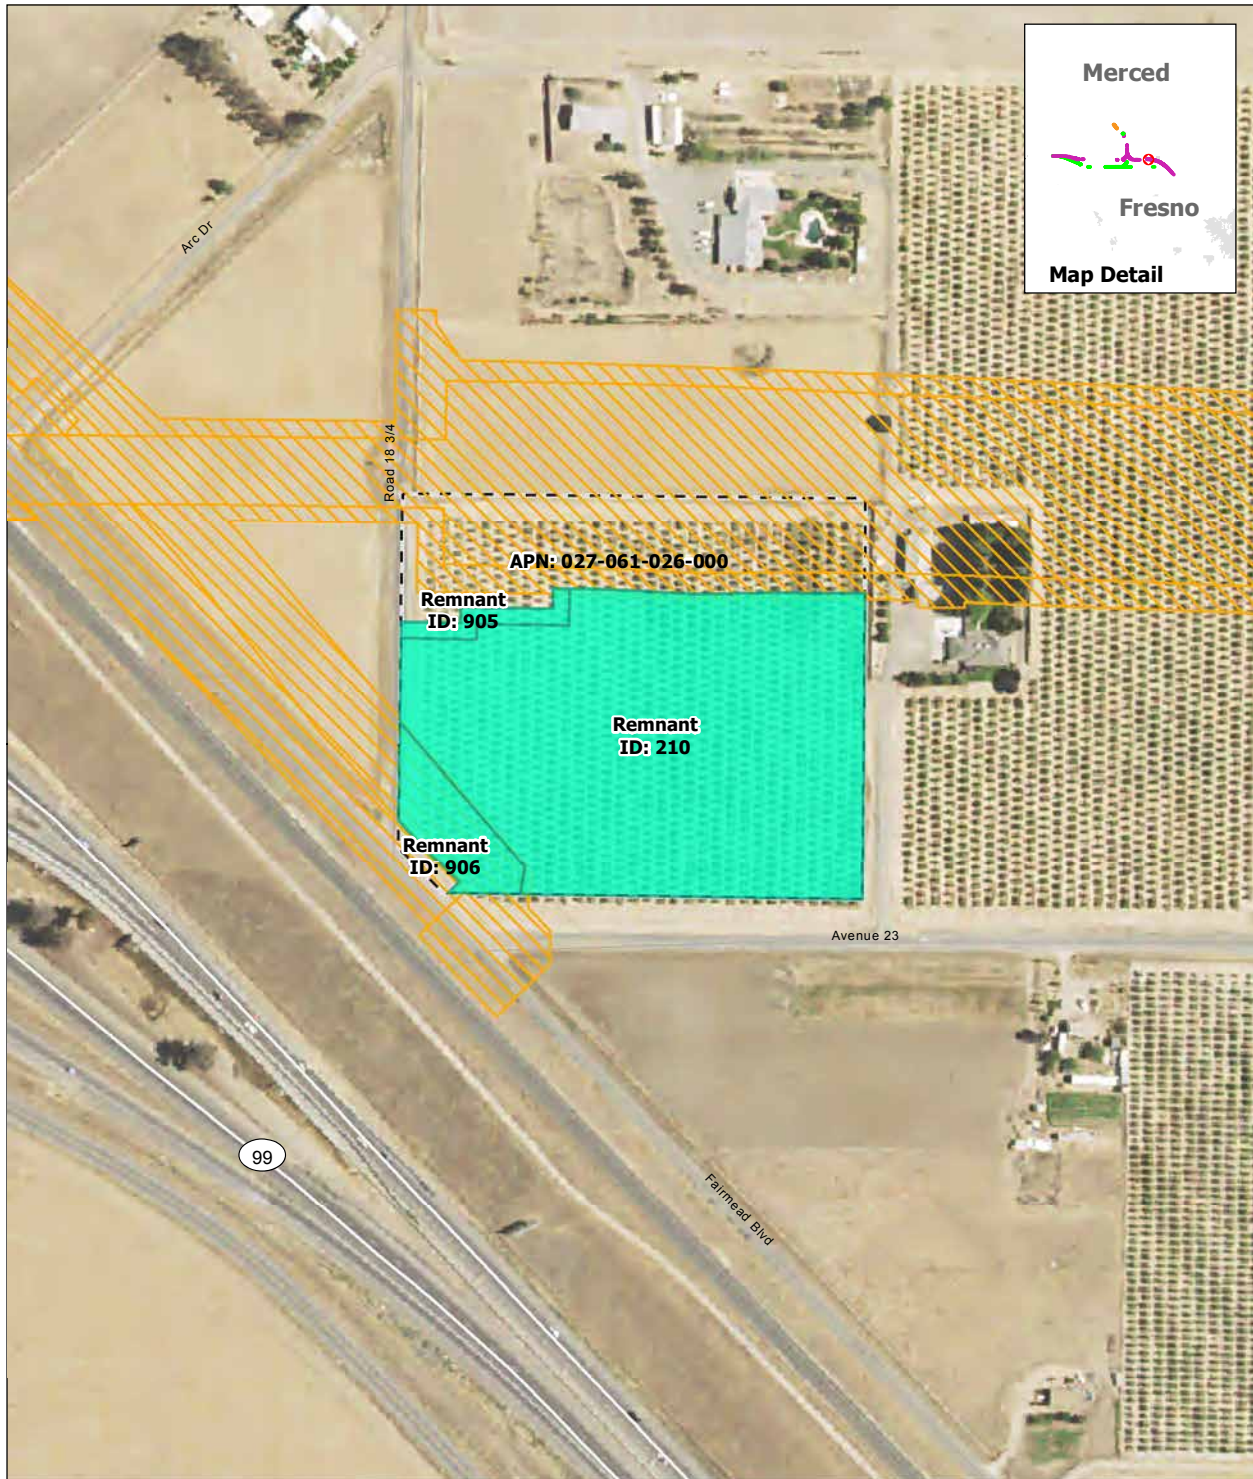 Merced
Fresno
Map Detail
Arc Dr
Road 18 3/4
APN: 027-061-026-000
Remnant
ID: 905
Remnant
ID: 210
Remnant
ID: 906
Avenue 23
99
Fairmead Blvd